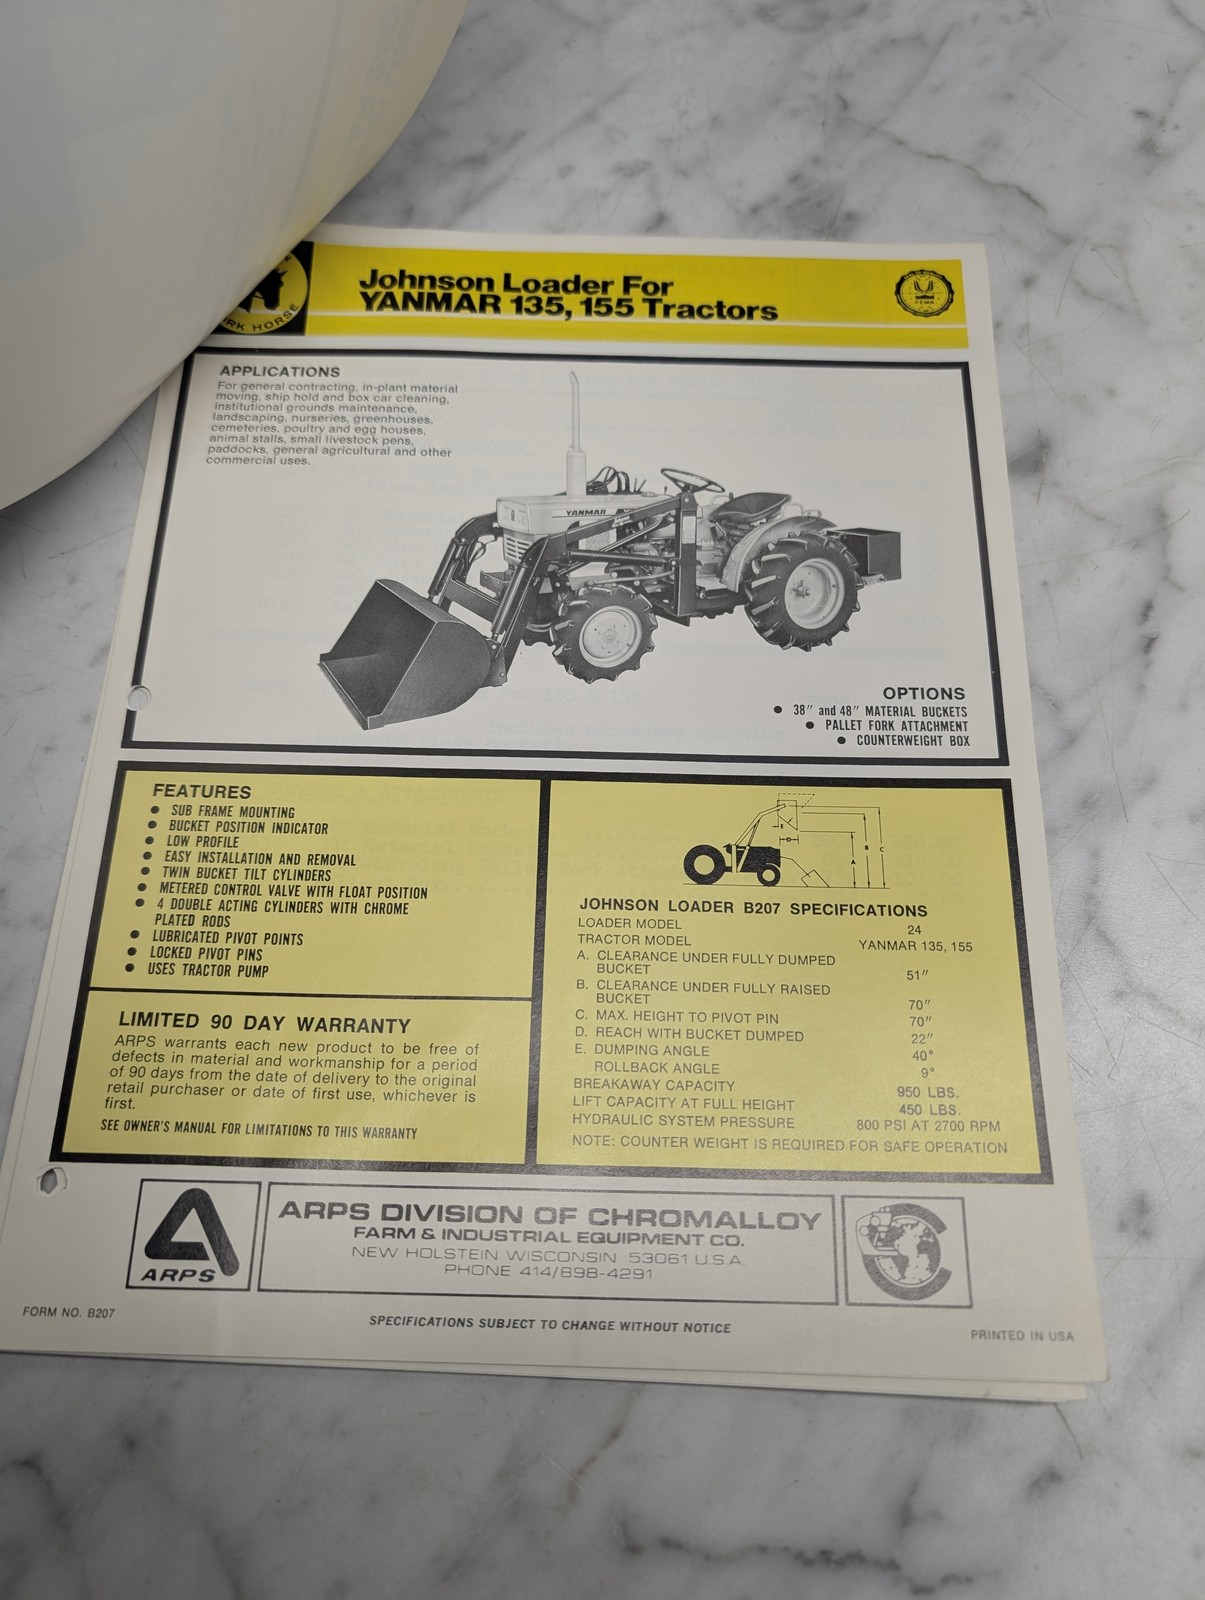 Johnson Loader For
YANMAR 135, 155 Tractors
RK HORSE
FEMA
APPLICATIONS
For general contracting, in-plant material
moving, ship hold and box car cleaning,
institutional grounds maintenance,
landscaping, nurseries, greenhouses,
cemeteries, poultry and egg houses,
animal stalls, small livestock pens,
paddocks, general agricultural and other
commercial uses.
YANMAR
OPTIONS
● 38" and 48" MATERIAL BUCKETS
● PALLET FORK ATTACHMENT
● COUNTERWEIGHT BOX
FEATURES
● SUB FRAME MOUNTING
● BUCKET POSITION INDICATOR
● LOW PROFILE
● EASY INSTALLATION AND REMOVAL
● TWIN BUCKET TILT CYLINDERS
● METERED CONTROL VALVE WITH FLOAT POSITION
● 4 DOUBLE ACTING CYLINDERS WITH CHROME
PLATED RODS
● LUBRICATED PIVOT POINTS
● LOCKED PIVOT PINS
● USES TRACTOR PUMP
LIMITED 90 DAY WARRANTY
ARPS warrants each new product to be free of
defects in material and workmanship for a period
of 90 days from the date of delivery to the original
retail purchaser or date of first use, whichever is
first.
SEE OWNER'S MANUAL FOR LIMITATIONS TO THIS WARRANTY
E
D
A
B
C
JOHNSON LOADER B207 SPECIFICATIONS
LOADER MODEL 24
TRACTOR MODEL YANMAR 135, 155
A. CLEARANCE UNDER FULLY DUMPED
BUCKET 51"
B. CLEARANCE UNDER FULLY RAISED
BUCKET 70"
C. MAX. HEIGHT TO PIVOT PIN 70"
D. REACH WITH BUCKET DUMPED 22"
E. DUMPING ANGLE 40°
ROLLBACK ANGLE 9°
BREAKAWAY CAPACITY 950 LBS.
LIFT CAPACITY AT FULL HEIGHT 450 LBS.
HYDRAULIC SYSTEM PRESSURE 800 PSI AT 2700 RPM
NOTE: COUNTER WEIGHT IS REQUIRED FOR SAFE OPERATION
ARPS
ARPS DIVISION OF CHROMALLOY
FARM & INDUSTRIAL EQUIPMENT CO.
NEW HOLSTEIN WISCONSIN 53061 U.S.A.
PHONE 414/898-4291
FORM NO. B207
SPECIFICATIONS SUBJECT TO CHANGE WITHOUT NOTICE
PRINTED IN USA